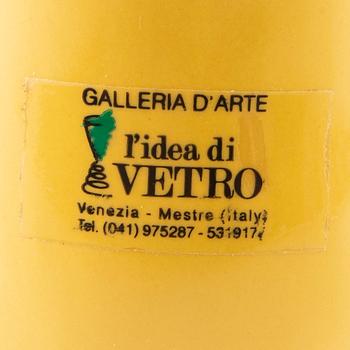 GALLERIA D'ARTE
l'idea di
VETRO
Venezia - Mestre (Italy)
Tel. (041) 975287 - 531917